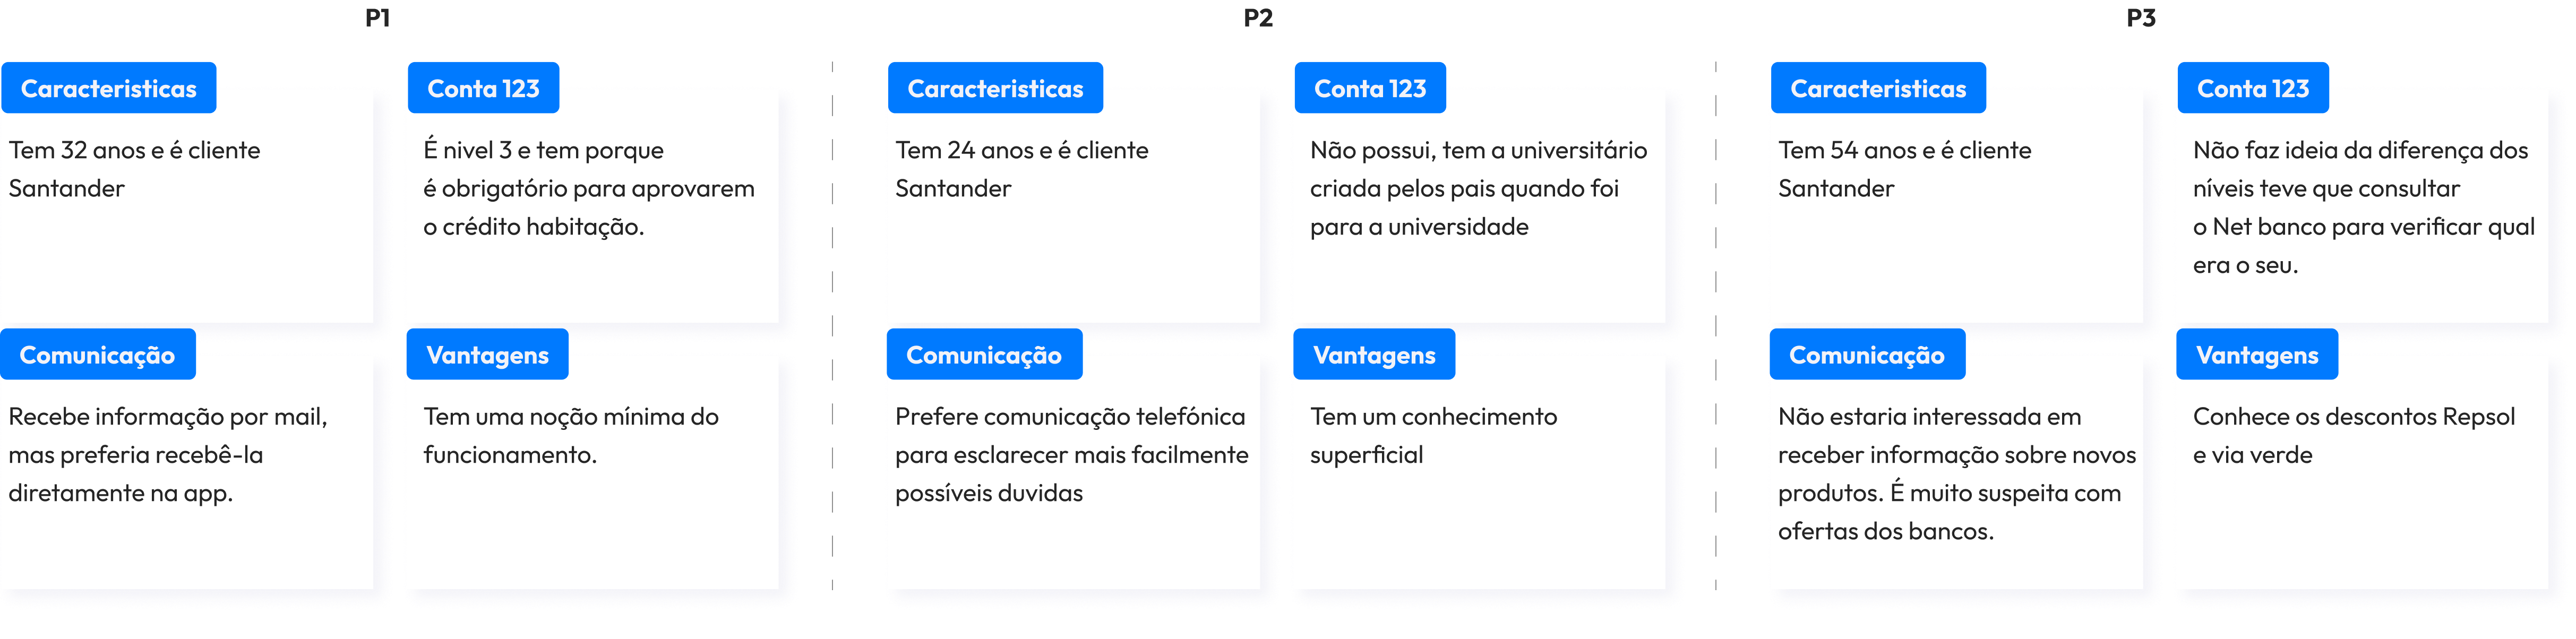 P1
Caracteristicas
Tem 32 anos e é cliente
Santander
Conta 123
É nivel 3 e tem porque
é obrigatório para aprovarem
o crédito habitação.
Comunicação
Recebe informação por mail,
mas preferia recebê-la
diretamente na app.
Vantagens
Tem uma noção mínima do
funcionamento.
P2
Caracteristicas
Tem 24 anos e é cliente
Santander
Conta 123
Não possui, tem a universitário
criada pelos pais quando foi
para a universidade
Comunicação
Prefere comunicação telefónica
para esclarecer mais facilmente
possíveis duvidas
Vantagens
Tem um conhecimento
superficial
P3
Caracteristicas
Tem 54 anos e é cliente
Santander
Conta 123
Não faz ideia da diferença dos
níveis teve que consultar
o Net banco para verificar qual
era o seu.
Comunicação
Não estaria interessada em
receber informação sobre novos
produtos. É muito suspeita com
ofertas dos bancos.
Vantagens
Conhece os descontos Repsol
e via verde